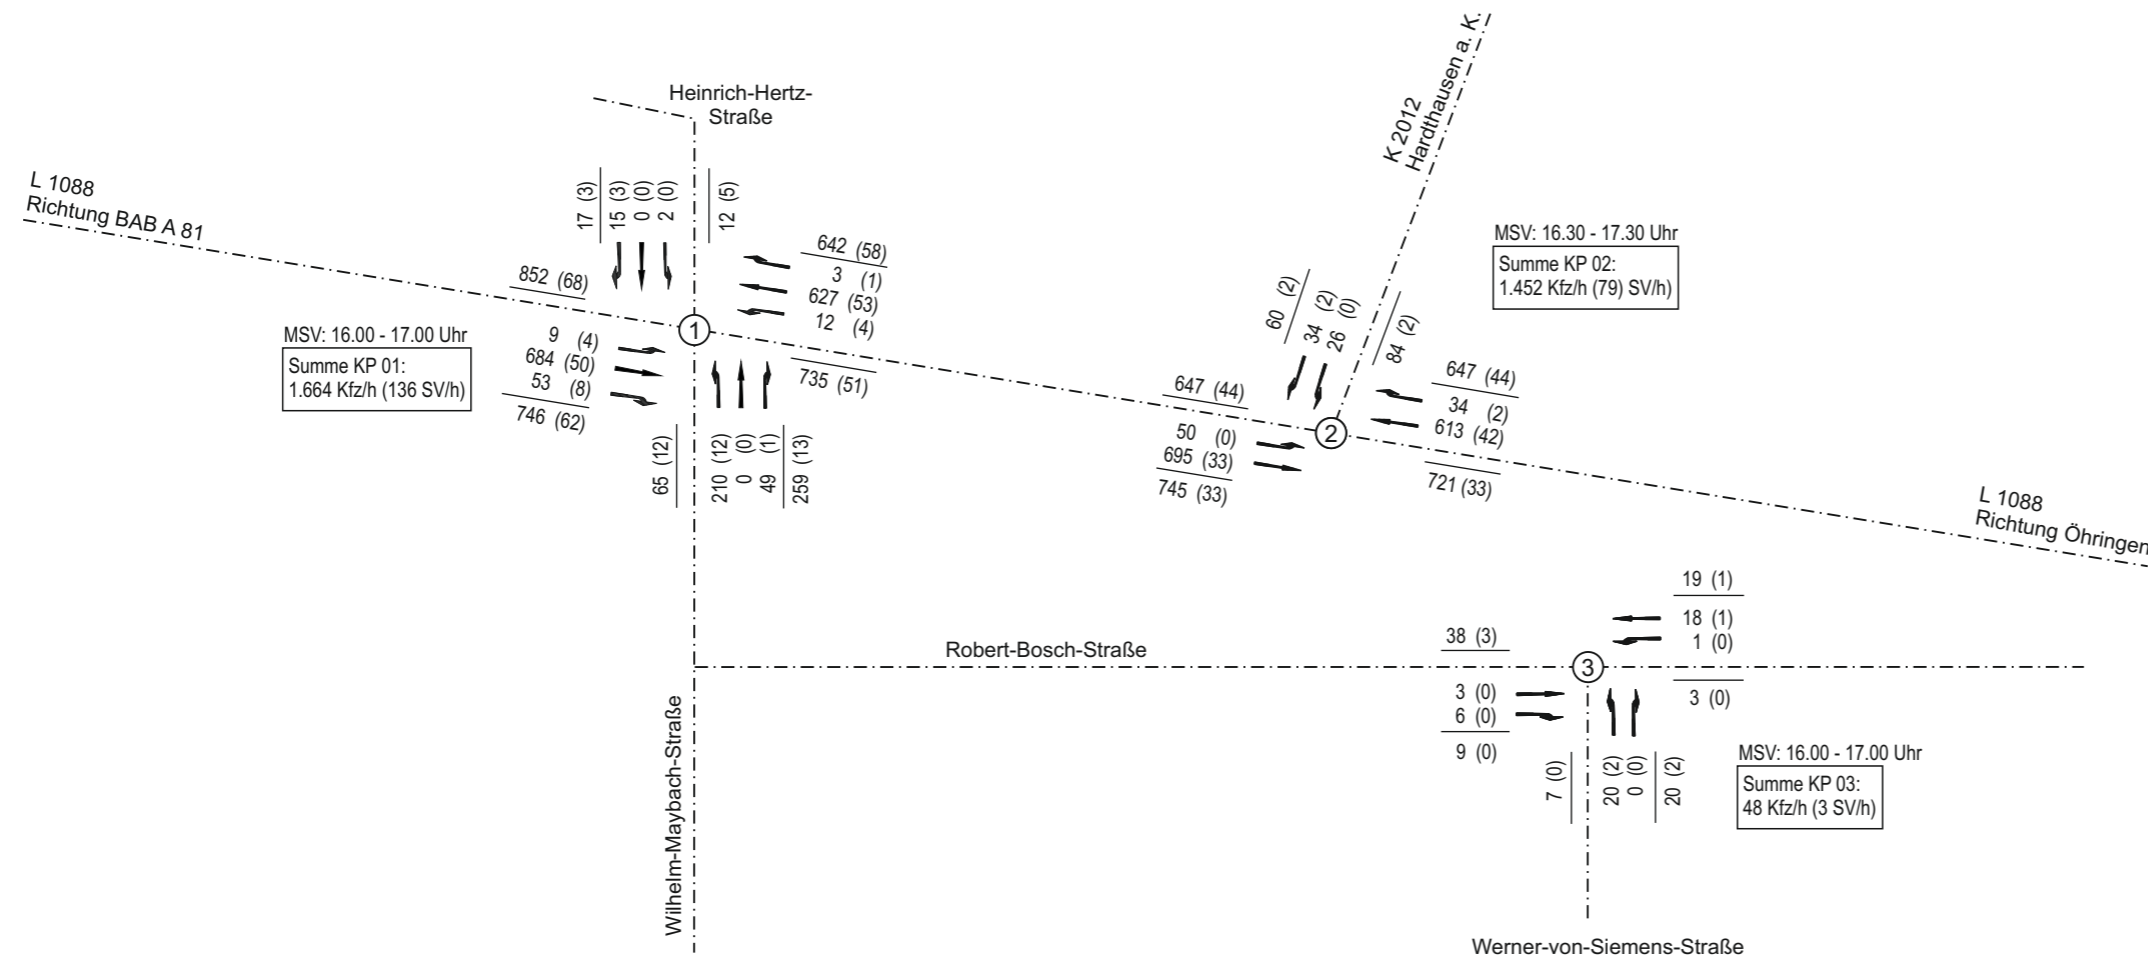 Heinrich-Hertz-
Straße
K 2012
Hardthausen a. K.
L 1088
Richtung BAB A 81
17 (3)
15 (3)
0 (0)
2 (0)
12 (5)
642 (58)
3 (1)
627 (53)
12 (4)
735 (51)
852 (68)
1
9 (4)
684 (50)
53 (8)
746 (62)
MSV: 16.00 - 17.00 Uhr
Summe KP 01:
1.664 Kfz/h (136 SV/h)
65 (12)
210 (12)
0 (0)
49 (1)
259 (13)
MSV: 16.30 - 17.30 Uhr
Summe KP 02:
1.452 Kfz/h (79) SV/h)
60 (2)
34 (2)
26 (0)
84 (2)
647 (44)
34 (2)
613 (42)
721 (33)
647 (44)
2
50 (0)
695 (33)
745 (33)
L 1088
Richtung Öhringen
19 (1)
18 (1)
1 (0)
3 (0)
Robert-Bosch-Straße
38 (3)
3
3 (0)
6 (0)
9 (0)
7 (0)
20 (2)
0 (0)
20 (2)
MSV: 16.00 - 17.00 Uhr
Summe KP 03:
48 Kfz/h (3 SV/h)
Wilhelm-Maybach-Straße
Werner-von-Siemens-Straße